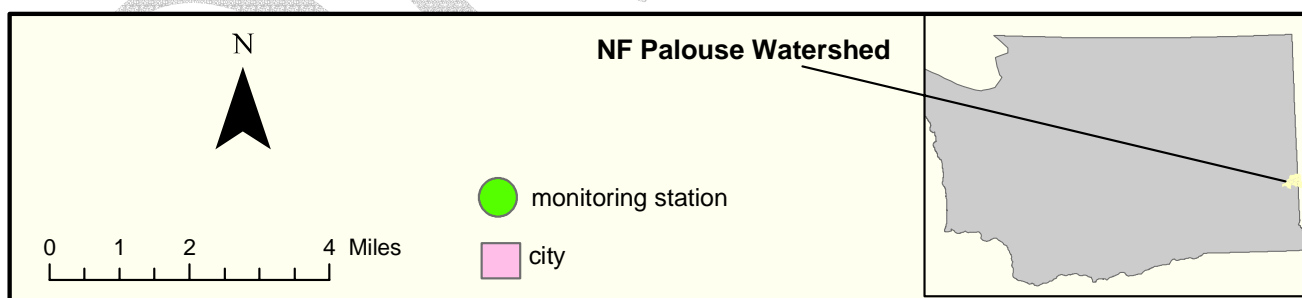 N
NF Palouse Watershed
monitoring station
0 1 2 4 Miles
city